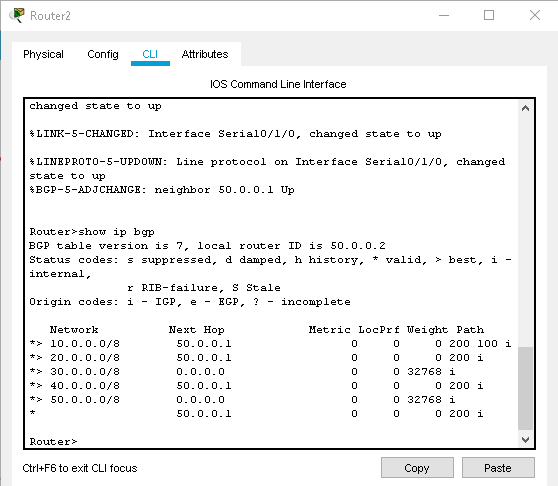 Router2
Physical Config CLI Attributes
IOS Command Line Interface
changed state to up
%LINK-5-CHANGED: Interface Serial0/1/0, changed state to up
%LINEPROTO-5-UPDOWN: Line protocol on Interface Serial0/1/0, changed
state to up
%BGP-5-ADJCHANGE: neighbor 50.0.0.1 Up
Router>show ip bgp
BGP table version is 7, local router ID is 50.0.0.2
Status codes: s suppressed, d damped, h history, * valid, > best, i -
internal,
r RIB-failure, S Stale
Origin codes: i - IGP, e - EGP, ? - incomplete
Network Next Hop Metric LocPrf Weight Path
*> 10.0.0.0/8 50.0.0.1 0 0 0 200 100 i
*> 20.0.0.0/8 50.0.0.1 0 0 0 200 i
*> 30.0.0.0/8 0.0.0.0 0 0 32768 i
*> 40.0.0.0/8 50.0.0.1 0 0 0 200 i
*> 50.0.0.0/8 0.0.0.0 0 0 32768 i
* 50.0.0.1 0 0 0 200 i
Router>
Ctrl+F6 to exit CLI focus Copy Paste